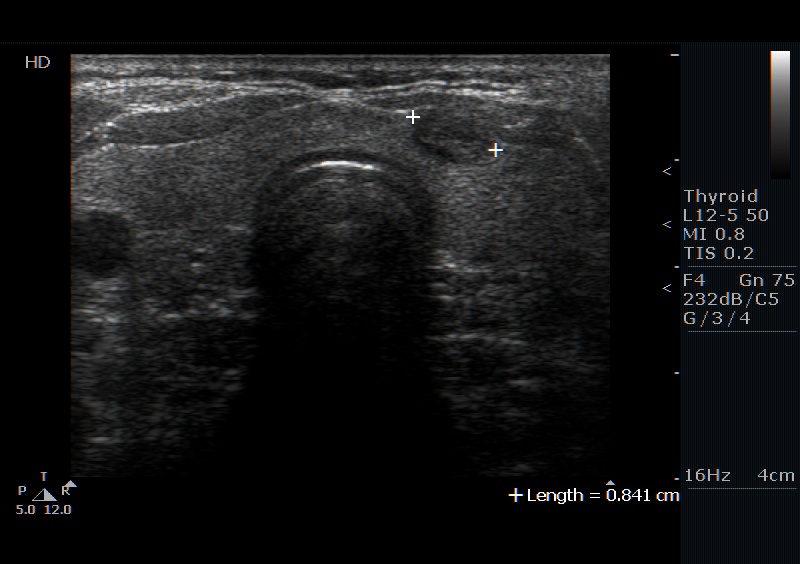 HD
Thyroid
L12-5 50
MI 0.8
TIS 0.2
F4 Gn 75
232dB/C5
G/3/4
16Hz 4cm
T
P R
5.0 12.0
+ Length = 0.841 cm